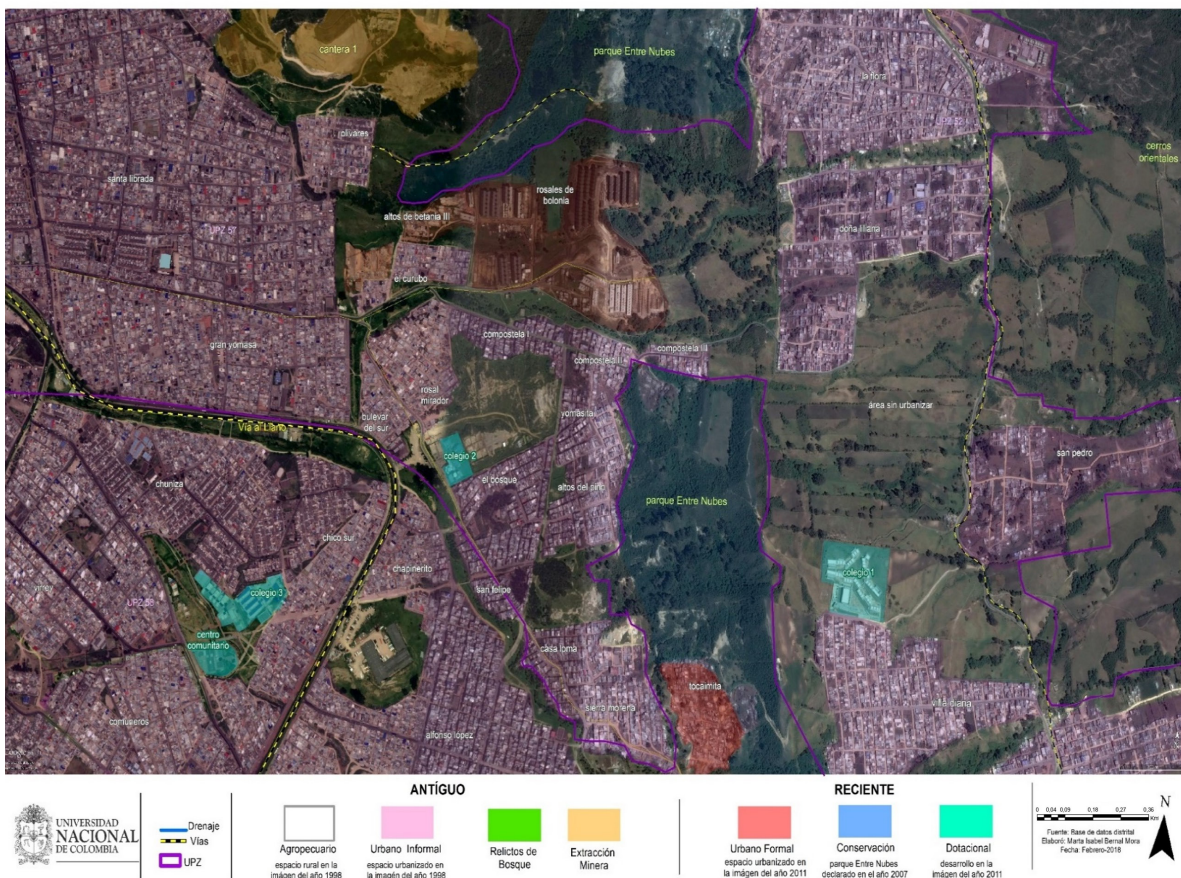 cantera 1
parque Entre Nubes
la flora
olivares
cerros
orientales
santa librada
rosales de
bolonia
altos de betania III
UPZ 57
doña liliana
el curubo
compostela I
gran yomasa
compostela II
compostela III
rosal
mirador
bulevar
del sur
yomasita
área sin urbanizar
Vía al Llano
colegio 2
san pedro
chuniza
el bosque
altos del pino
parque Entre Nubes
chico sur
colegio 1
chapinerito
colegio 3
san felipe
UPZ 58
centro
comunitario
casa loma
tocaimita
sierra morena
villa diana
comuneros
alfonso lopez
UNIVERSIDAD
NACIONAL
DE COLOMBIA
Drenaje
Vías
UPZ
ANTÍGUO
Agropecuario
espacio rural en la
imágen del año 1998
Urbano Informal
espacio urbanizado en
la imagén del año 1998
Relictos de
Bosque
Extracción
Minera
RECIENTE
Urbano Formal
espacio urbanizado en
la imágen del año 2011
Conservación
parque Entre Nubes
declarado en el año 2007
Dotacional
desarrollo en la
imágen del año 2011
0 0,04 0,09 0,18 0,27 0,36
Km
N
Fuente: Base de datos distrital
Elaboró: Marta Isabel Bernal Mora
Fecha: Febrero-2018